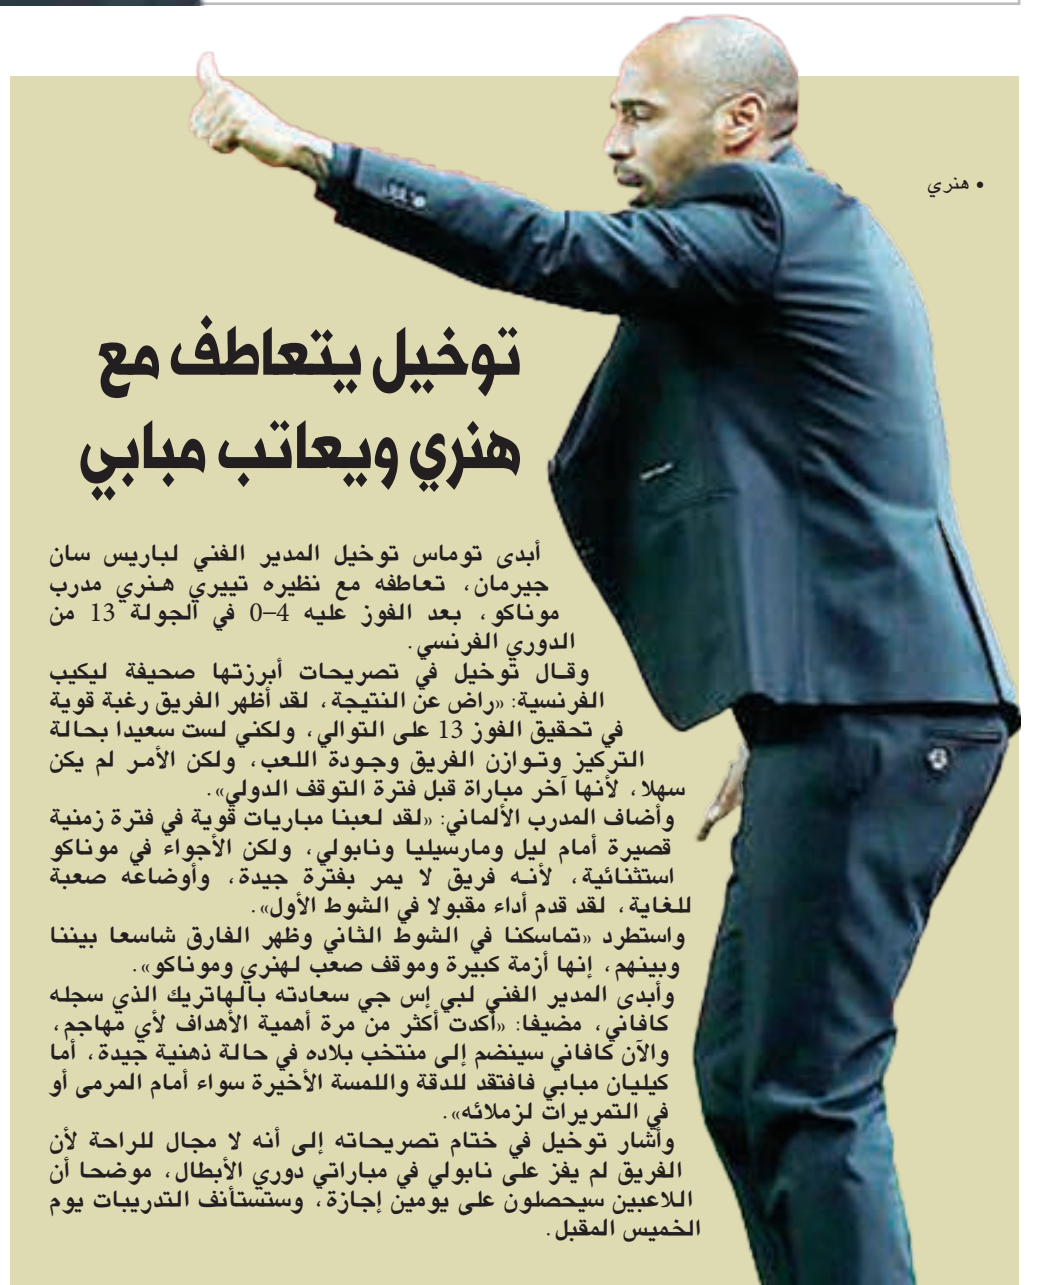 • هنري
توخيل يتعاطف مع
هنري ويعاتب مبابي
أبدى توماس توخيل المدير الفني لباريس سان
جيرمان، تعاطفه مع نظيره تييري هنري مدرب
موناكو، بعد الفوز عليه 4–0 في الجولة 13 من
الدوري الفرنسي.
وقال توخيل في تصريحات أبرزتها صحيفة ليكيب
الفرنسية: «راض عن النتيجة، لقد أظهر الفريق رغبة قوية
في تحقيق الفوز 13 على التوالي، ولكني لست سعيدا بحالة
التركيز وتوازن الفريق وجودة اللعب، ولكن الأمر لم يكن
سهلا، لأنها آخر مباراة قبل فترة التوقف الدولي».
وأضاف المدرب الألماني: «لقد لعبنا مباريات قوية في فترة زمنية
قصيرة أمام ليل ومارسيليا ونابولي، ولكن الأجواء في موناكو
استثنائية، لأنه فريق لا يمر بفترة جيدة، وأوضاعه صعبة
للغاية، لقد قدم أداء مقبولا في الشوط الأول».
واستطرد «تماسكنا في الشوط الثاني وظهر الفارق شاسعا بيننا
وبينهم، إنها أزمة كبيرة وموقف صعب لهنري وموناكو».
وأبدى المدير الفني لبي إس جي سعادته بالهاتريك الذي سجله
كافاني، مضيفا: «أكدت أكثر من مرة أهمية الأهداف لأي مهاجم،
والآن كافاني سينضم إلى منتخب بلاده في حالة ذهنية جيدة، أما
كيليان مبابي فافتقد للدقة واللمسة الأخيرة سواء أمام المرمى أو
في التمريرات لزملائه».
وأشار توخيل في ختام تصريحاته إلى أنه لا مجال للراحة لأن
الفريق لم يفز على نابولي في مباراتي دوري الأبطال، موضحا أن
اللاعبين سيحصلون على يومين إجازة، وستستأنف التدريبات يوم
الخميس المقبل.